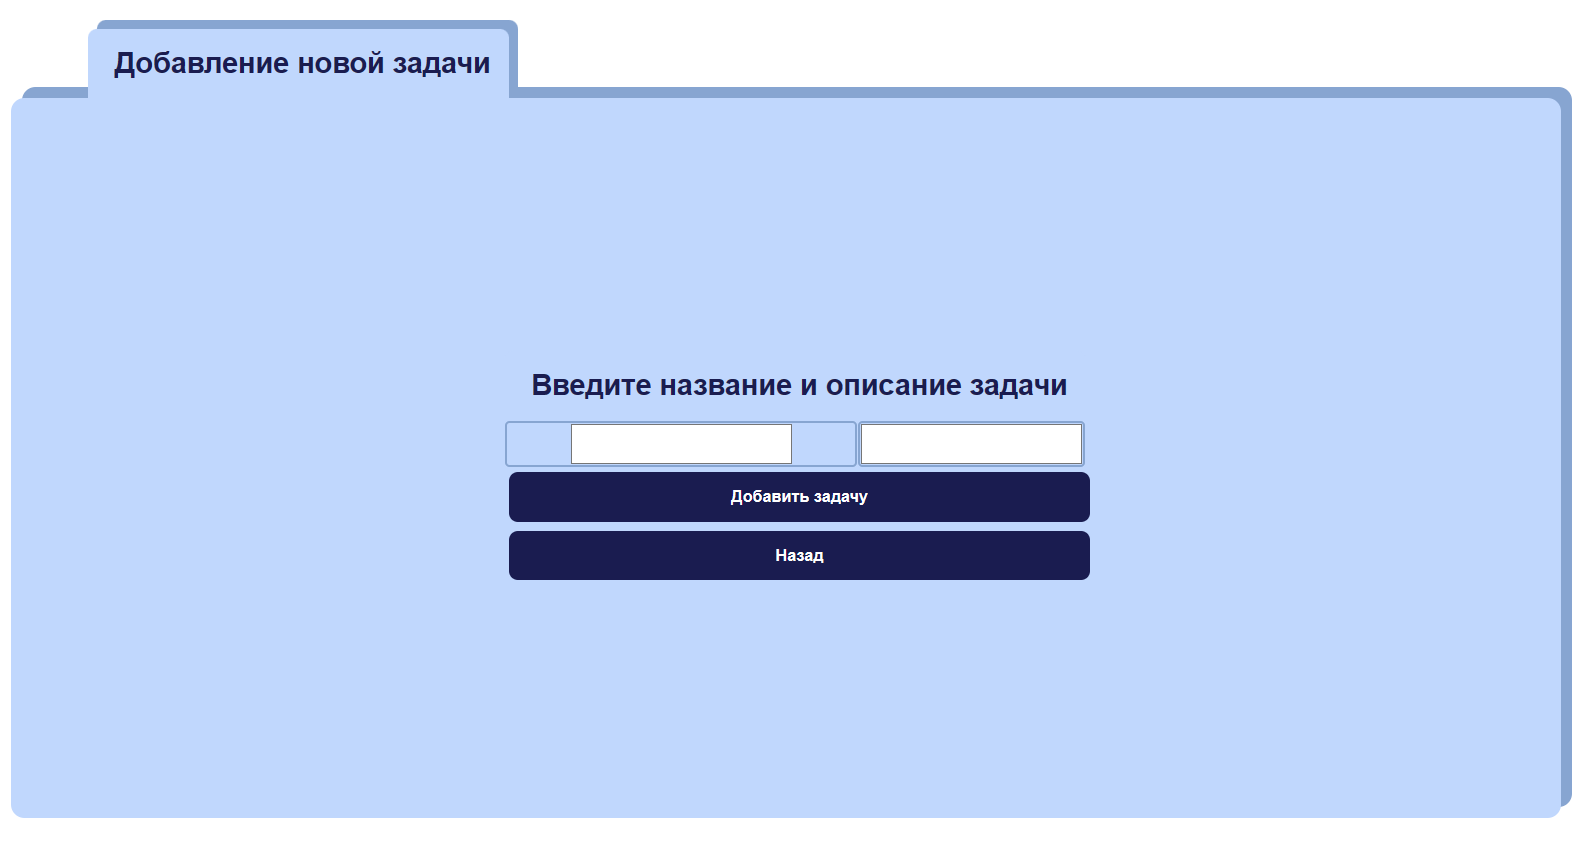 Добавление новой задачи
Введите название и описание задачи
Добавить задачу
Назад